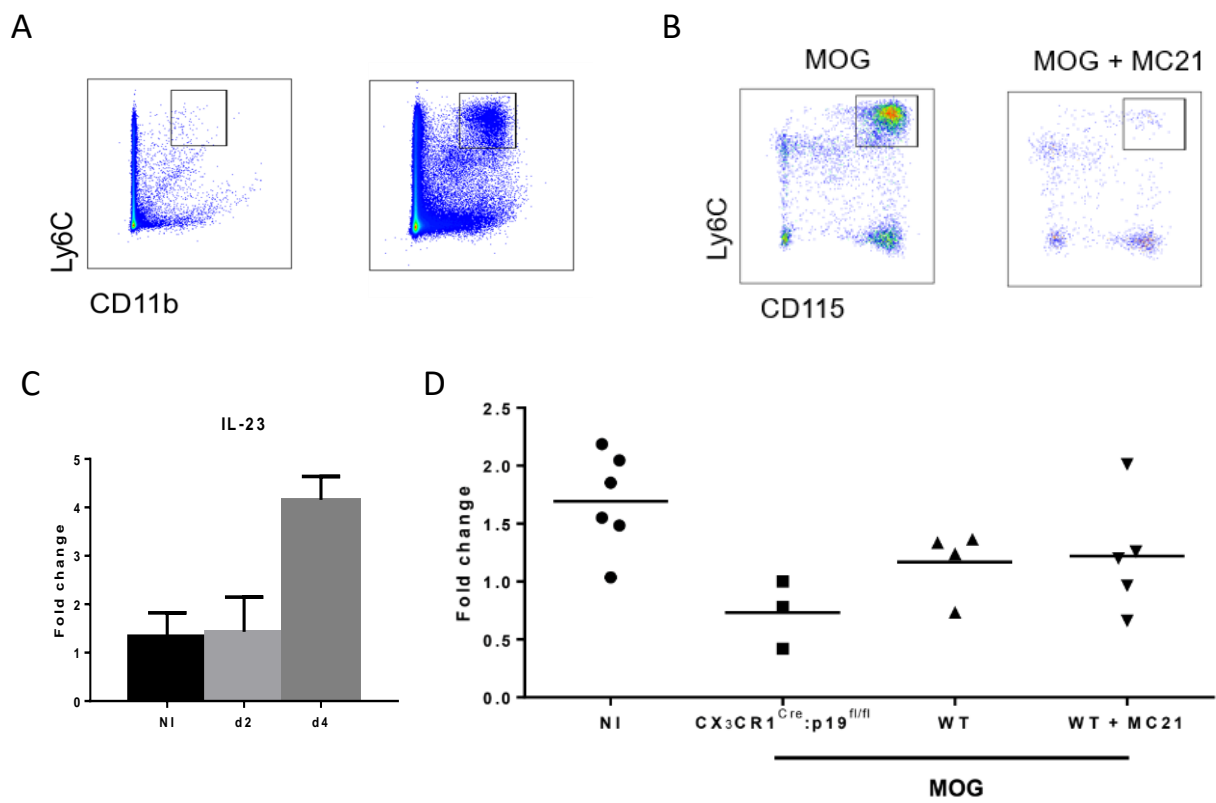 A
Ly6C
CD11b
B
MOG
MOG + MC21
Ly6C
CD115
C
IL-23
Fold change
5
4
3
2
1
0
NI
d2
d4
D
Fold change
2.5
2.0
1.5
1.0
0.5
0.0
NI
CX3CR1Cre:p19fl/fl
WT
WT + MC21
MOG